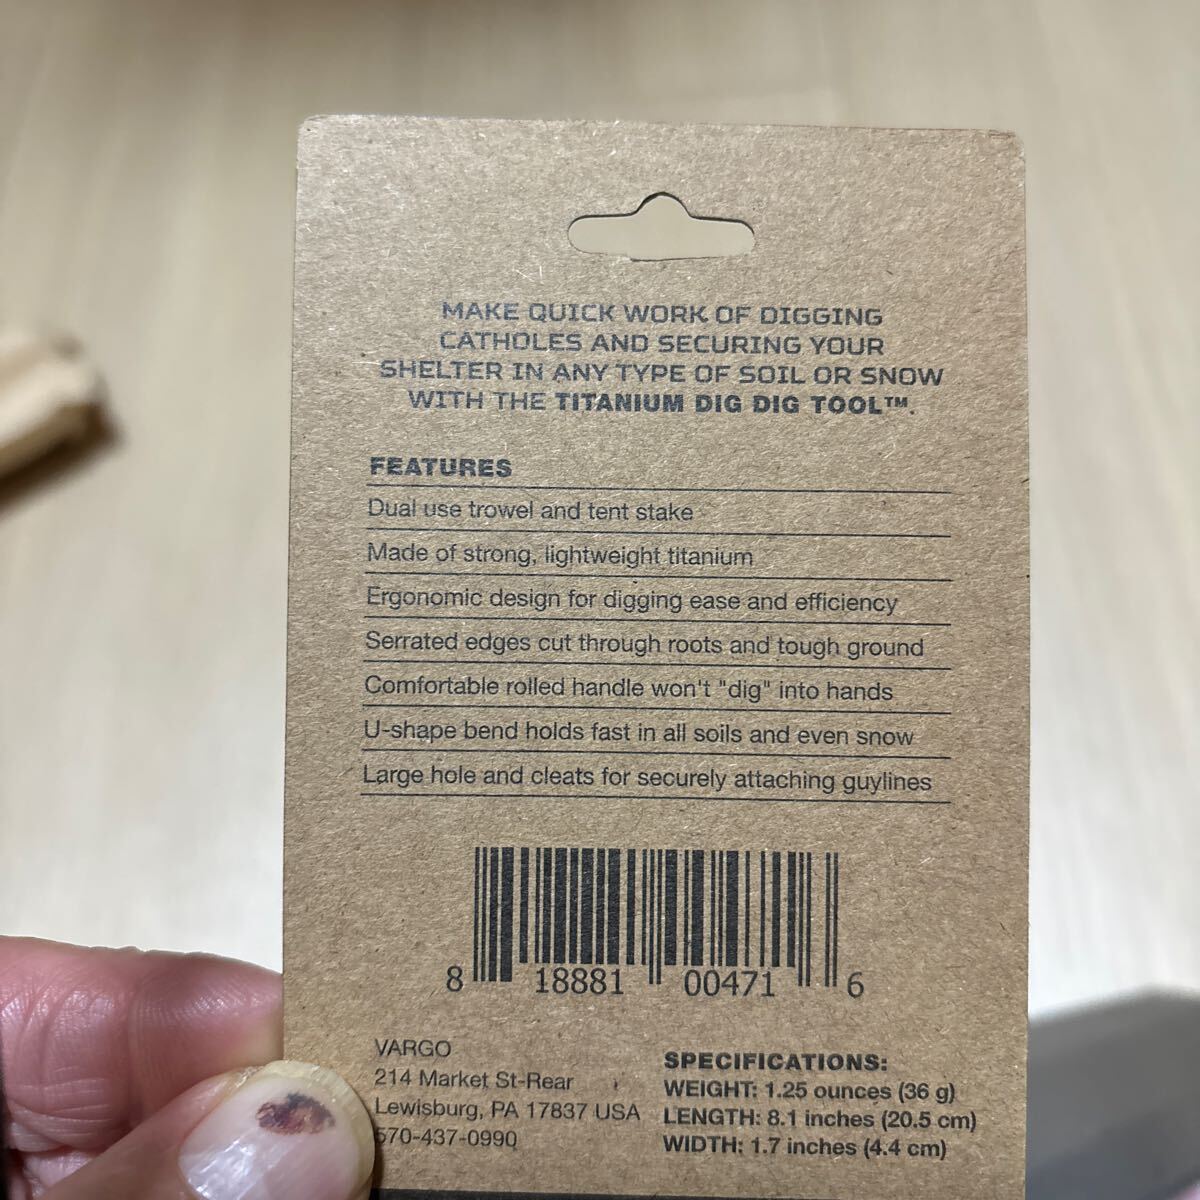 MAKE QUICK WORK OF DIGGING
CATHOLES AND SECURING YOUR
SHELTER IN ANY TYPE OF SOIL OR SNOW
WITH THE TITANIUM DIG DIG TOOL™.
FEATURES
Dual use trowel and tent stake
Made of strong, lightweight titanium
Ergonomic design for digging ease and efficiency
Serrated edges cut through roots and tough ground
Comfortable rolled handle won't "dig" into hands
U-shape bend holds fast in all soils and even snow
Large hole and cleats for securely attaching guylines
8 18881 00471 6
VARGO
214 Market St-Rear
Lewisburg, PA 17837 USA
570-437-0990
SPECIFICATIONS:
WEIGHT: 1.25 ounces (36 g)
LENGTH: 8.1 inches (20.5 cm)
WIDTH: 1.7 inches (4.4 cm)